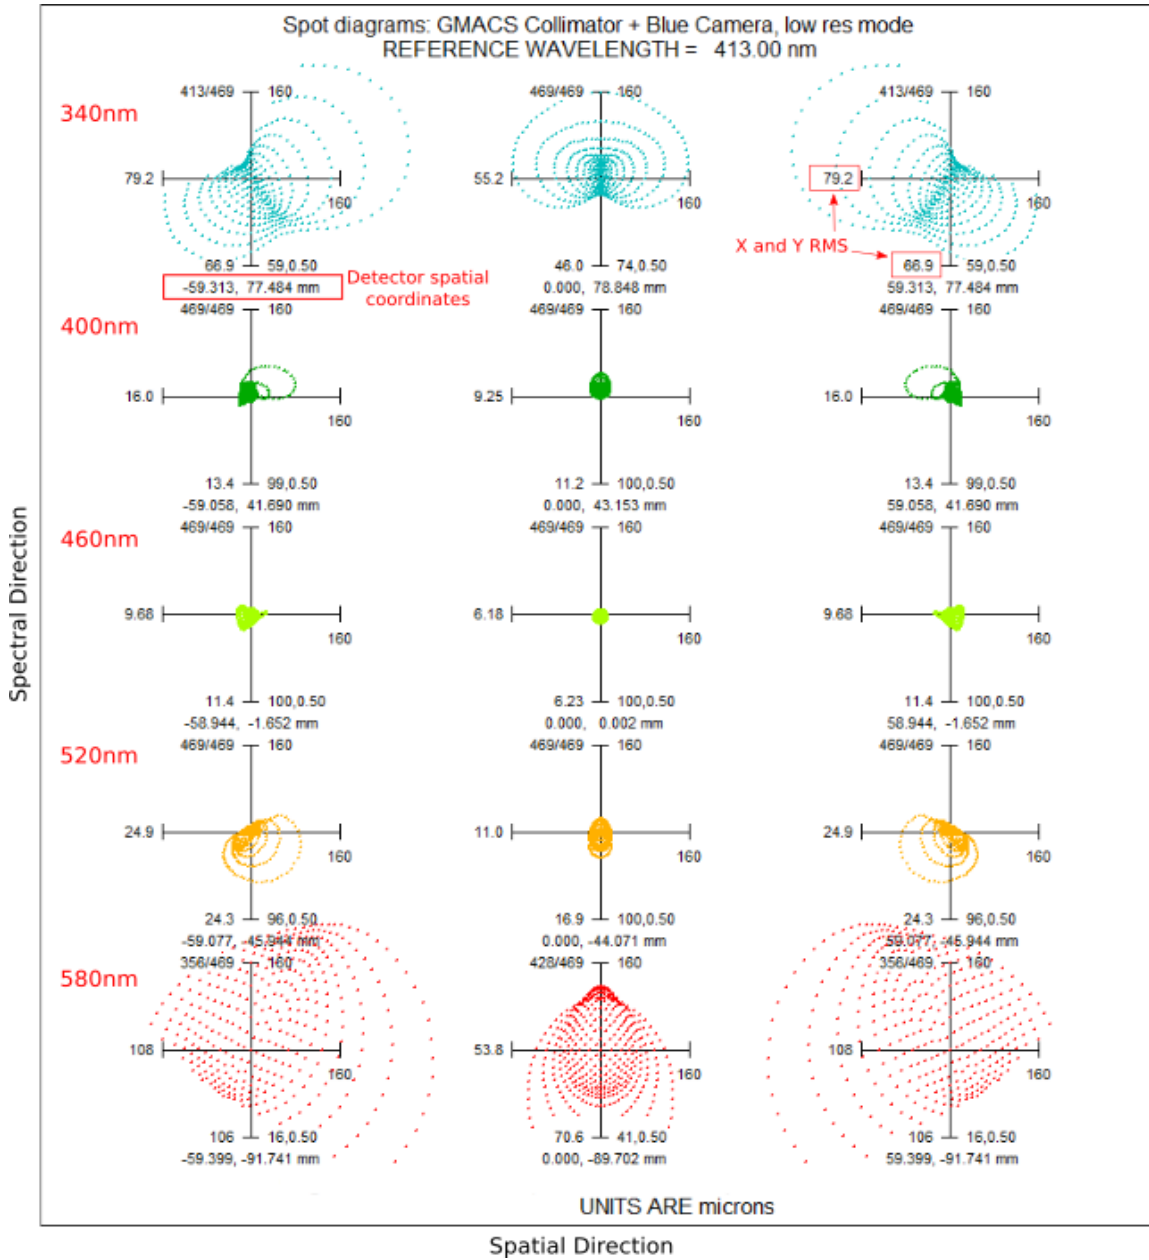 Spot diagrams: GMACS Collimator + Blue Camera, low res mode
REFERENCE WAVELENGTH = 413.00 nm
340nm
413/469 160
469/469 160
413/469 160
79.2 160
55.2 160
79.2 160
X and Y RMS
66.9 59,0.50
46.0 74,0.50
66.9 59,0.50
-59.313, 77.484 mm
0.000, 78.848 mm
59.313, 77.484 mm
Detector spatial
coordinates
400nm
469/469 160
469/469 160
469/469 160
16.0 160
9.25 160
16.0 160
13.4 99,0.50
11.2 100,0.50
13.4 99,0.50
-59.058, 41.690 mm
0.000, 43.153 mm
59.058, 41.690 mm
460nm
469/469 160
469/469 160
469/469 160
9.68 160
6.18 160
9.68 160
11.4 100,0.50
6.23 100,0.50
11.4 100,0.50
-58.944, -1.652 mm
0.000, 0.002 mm
58.944, -1.652 mm
520nm
469/469 160
469/469 160
469/469 160
24.9 160
11.0 160
24.9 160
24.3 96,0.50
16.9 100,0.50
24.3 96,0.50
-59.077, -45.944 mm
0.000, -44.071 mm
59.077, -45.944 mm
580nm
356/469 160
428/469 160
356/469 160
108 160
53.8 160
108 160
106 16,0.50
70.6 41,0.50
106 16,0.50
-59.399, -91.741 mm
0.000, -89.702 mm
59.399, -91.741 mm
UNITS ARE microns
Spectral Direction
Spatial Direction